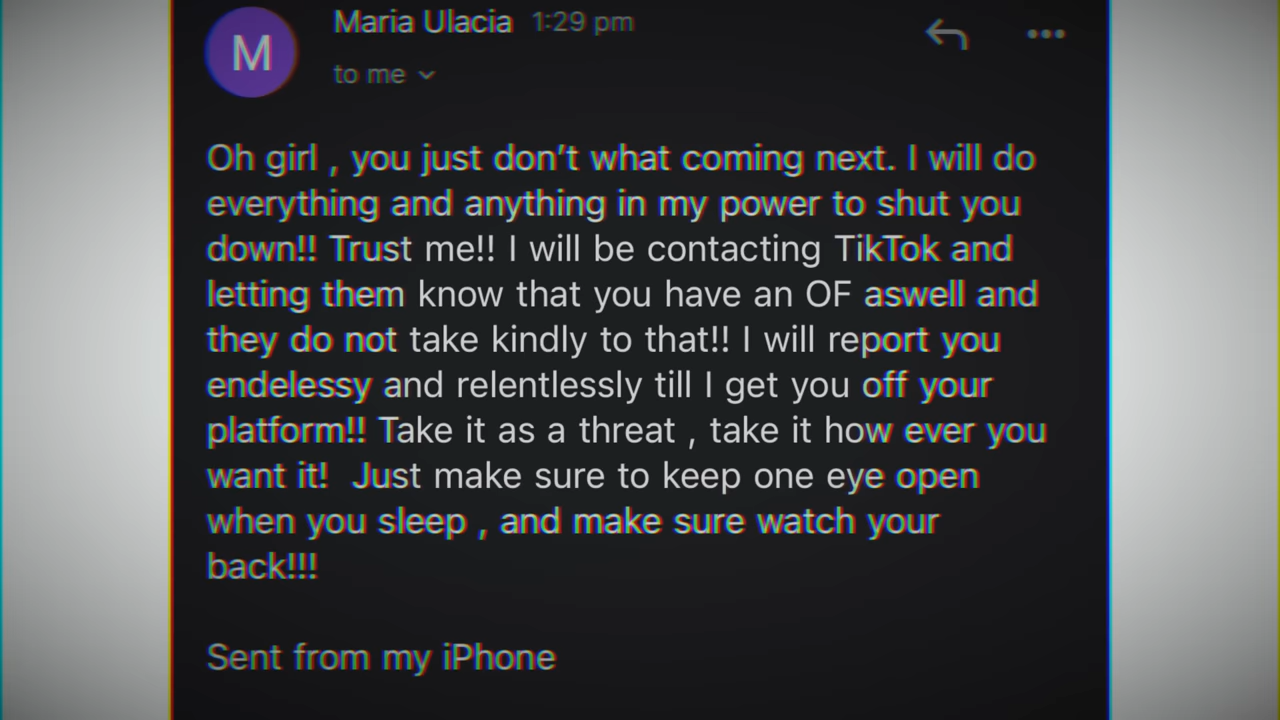 M
Maria Ulacia 1:29 pm
to me
Oh girl , you just don't what coming next. I will do
everything and anything in my power to shut you
down!! Trust me!! I will be contacting TikTok and
letting them know that you have an OF aswell and
they do not take kindly to that!! I will report you
endelessy and relentlessly till I get you off your
platform!! Take it as a threat , take it how ever you
want it!  Just make sure to keep one eye open
when you sleep , and make sure watch your
back!!!
Sent from my iPhone